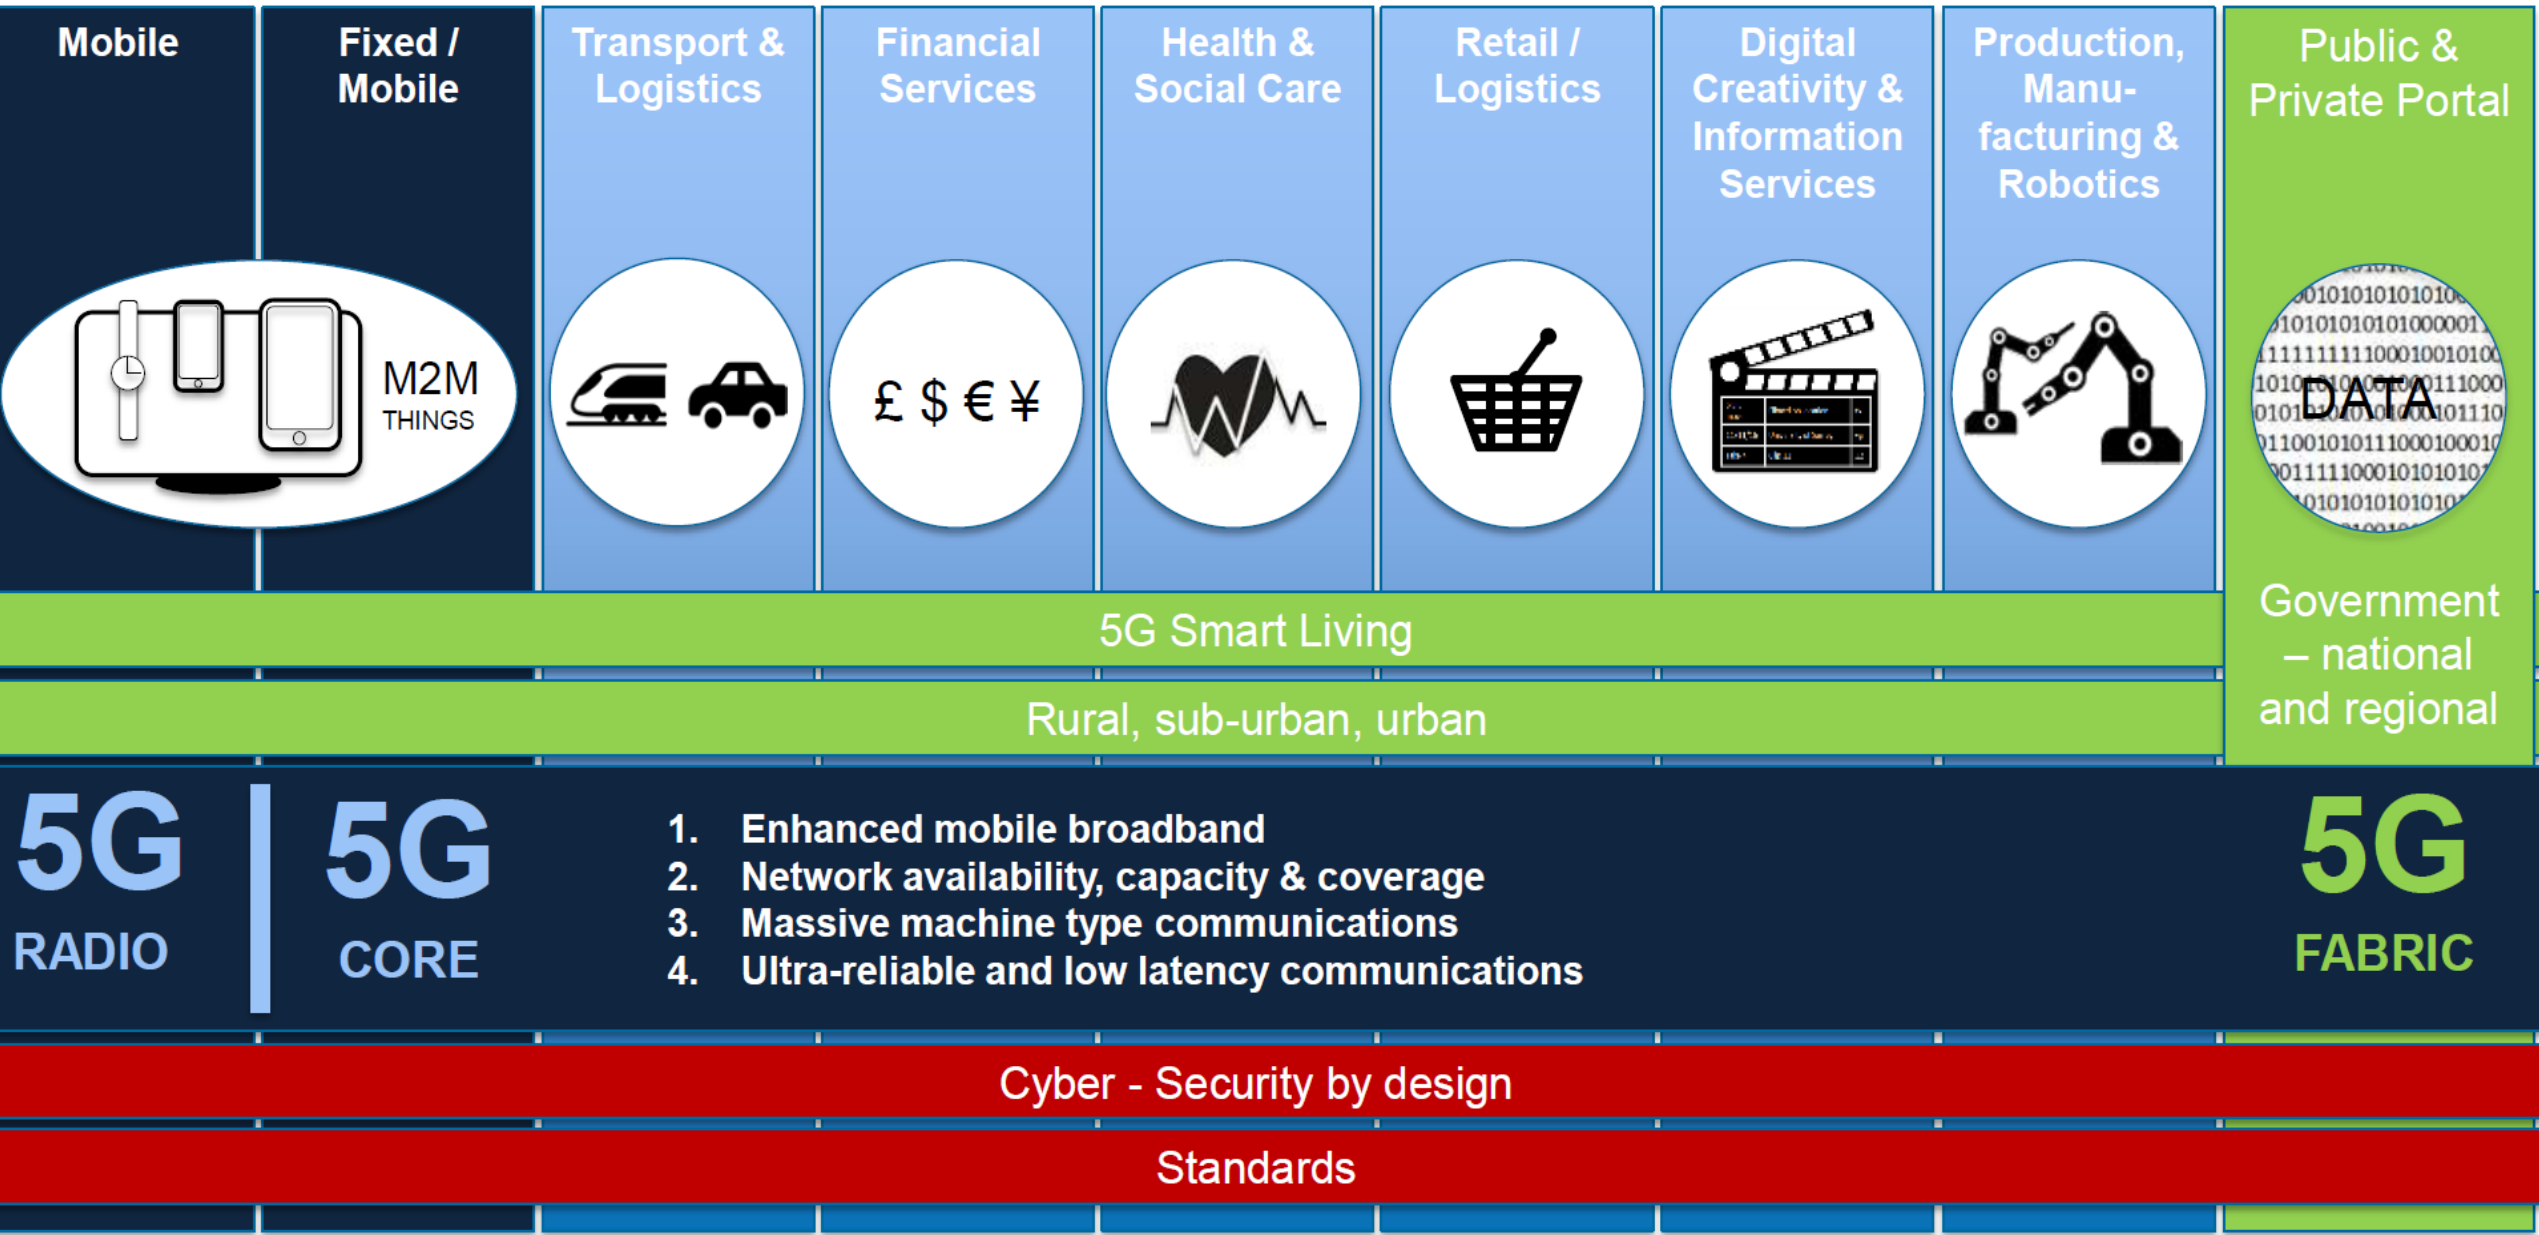 Mobile
Fixed /
Mobile
Transport &
Logistics
Financial
Services
Health &
Social Care
Retail /
Logistics
Digital
Creativity &
Information
Services
Production,
Manu-
facturing &
Robotics
Public &
Private Portal
M2M
THINGS
£ $ € ¥
DATA
Government
– national
and regional
5G Smart Living
Rural, sub-urban, urban
5G
RADIO
5G
CORE
1. Enhanced mobile broadband
2. Network availability, capacity & coverage
3. Massive machine type communications
4. Ultra-reliable and low latency communications
5G
FABRIC
Cyber - Security by design
Standards